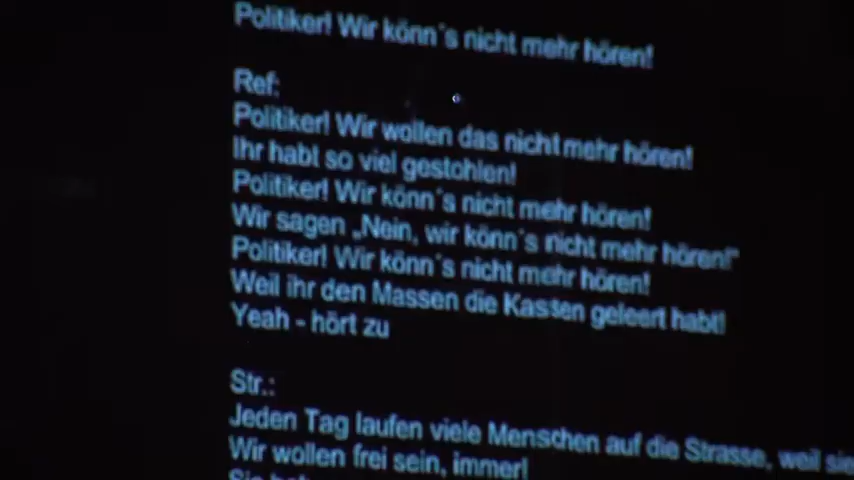 Politiker! Wir könn´s nicht mehr hören!
Ref:
Politiker! Wir wollen das nicht mehr hören!
Ihr habt so viel gestohlen!
Politiker! Wir könn´s nicht mehr hören!
Wir sagen „Nein, wir könn´s nicht mehr hören!"
Politiker! Wir könn´s nicht mehr hören!
Weil ihr den Massen die Kassen geleert habt!
Yeah - hört zu
Str.:
Jeden Tag laufen viele Menschen auf die Strasse, weil sie
Wir wollen frei sein, immer!